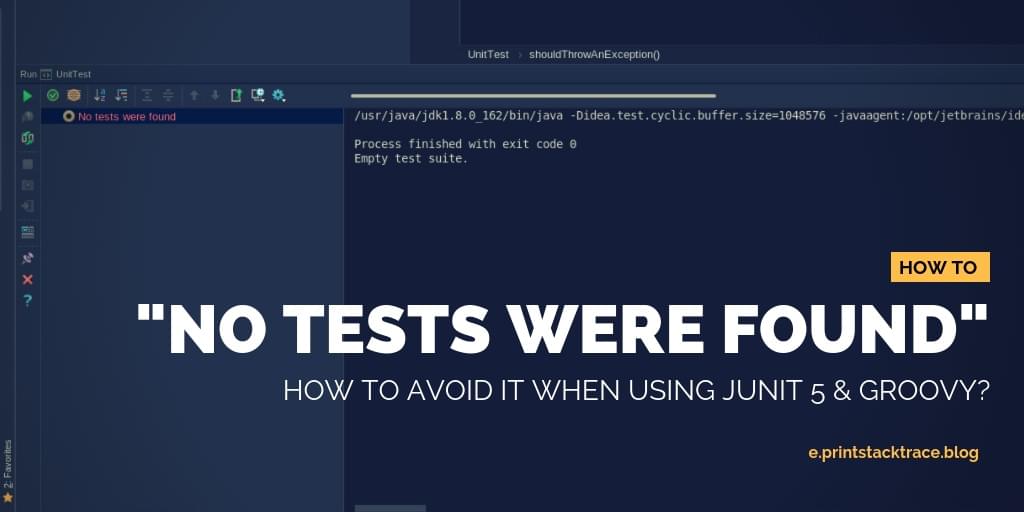 UnitTest › shouldThrowAnException()
Run UnitTest
No tests were found
/usr/java/jdk1.8.0_162/bin/java -Didea.test.cyclic.buffer.size=1048576 -javaagent:/opt/jetbrains/ide
Process finished with exit code 0
Empty test suite.
HOW TO
"NO TESTS WERE FOUND"
HOW TO AVOID IT WHEN USING JUNIT 5 & GROOVY?
e.printstacktrace.blog
2: Favorites